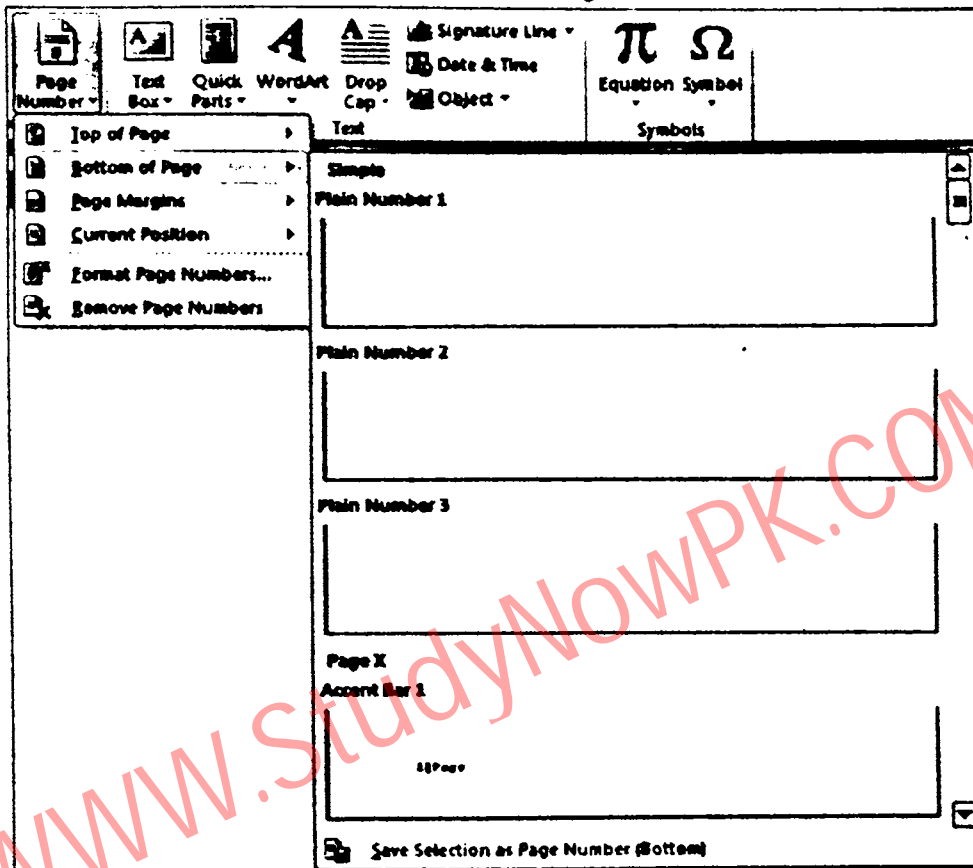 Page Number
Text Box
Quick Parts
WordArt
Drop Cap
Signature Line
Date & Time
Object
Text
Equation
Symbol
Symbols
Top of Page
Bottom of Page
Page Margins
Current Position
Format Page Numbers...
Remove Page Numbers
Simple
Plain Number 1
Plain Number 2
Plain Number 3
Page X
Accent Bar 1
Save Selection as Page Number (Bottom)
WWW.StudyNowPK.COM